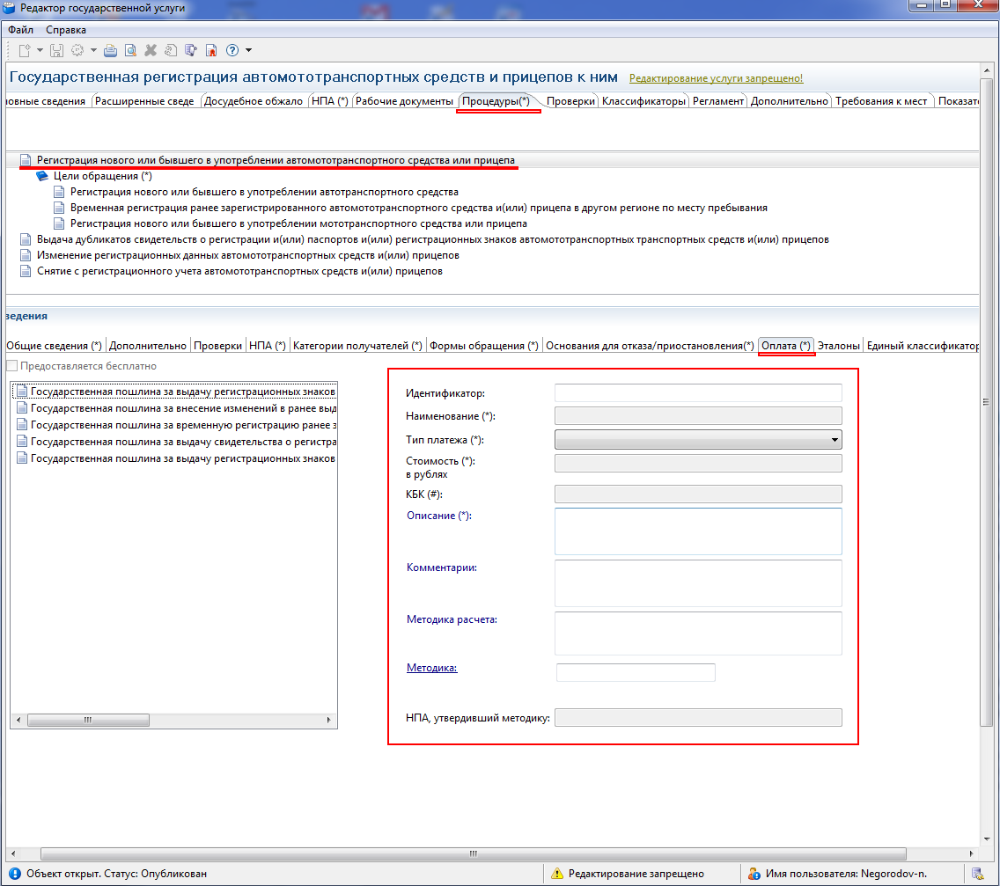 Редактор государственной услуги
Файл Справка
Государственная регистрация автомототранспортных средств и прицепов к ним Редактирование услуги запрещено!
ловные сведения Расширенные сведе Досудебное обжало НПА (*) Рабочие документы Процедуры(*) Проверки Классификаторы Регламент Дополнительно Требования к мест Показате
Регистрация нового или бывшего в употреблении автомототранспортного средства или прицепа
Цели обращения (*)
Регистрация нового или бывшего в употреблении автотранспортного средства
Временная регистрация ранее зарегистрированного автомототранспортного средства и(или) прицепа в другом регионе по месту пребывания
Регистрация нового или бывшего в употреблении мототранспортного средства или прицепа
Выдача дубликатов свидетельств о регистрации и(или) паспортов и(или) регистрационных знаков автомототранспортных транспортных средств и(или) прицепов
Изменение регистрационных данных автомототранспортных средств и(или) прицепов
Снятие с регистрационного учета автомототранспортных средств и(или) прицепов
ведения
Общие сведения (*) Дополнительно Проверки НПА (*) Категории получателей (*) Формы обращения (*) Основания для отказа/приостановления(*) Оплата (*) Эталоны Единый классификатор
Предоставляется бесплатно
Государственная пошлина за выдачу регистрационных знаков
Государственная пошлина за внесение изменений в ранее выд
Государственная пошлина за временную регистрацию ранее з
Государственная пошлина за выдачу свидетельства о регистра
Государственная пошлина за выдачу регистрационных знаков
Идентификатор:
Наименование (*):
Тип платежа (*):
Стоимость (*):
в рублях
КБК (#):
Описание (*):
Комментарии:
Методика расчета:
Методика:
НПА, утвердивший методику:
Объект открыт. Статус: Опубликован Редактирование запрещено Имя пользователя: Negorodov-n.